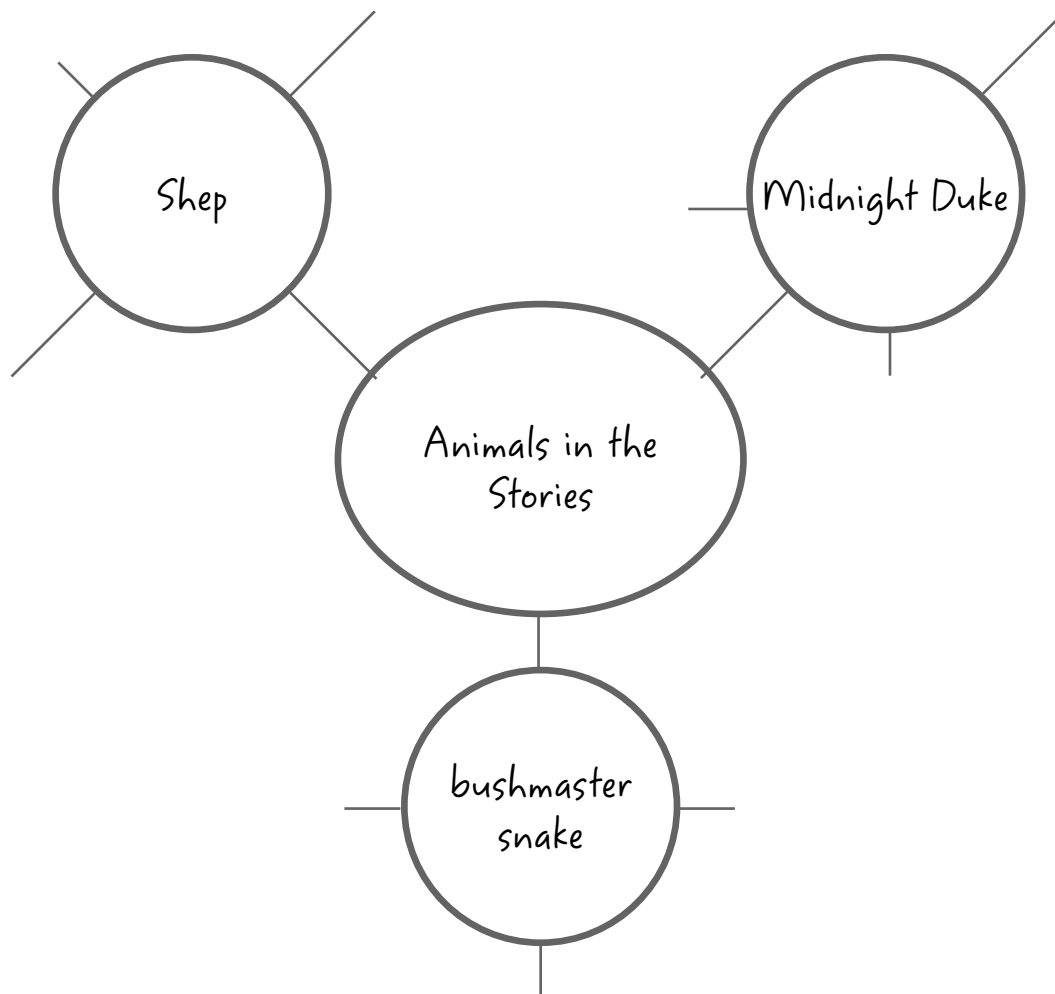 Shep
Midnight Duke
Animals in the
Stories
bushmaster
snake